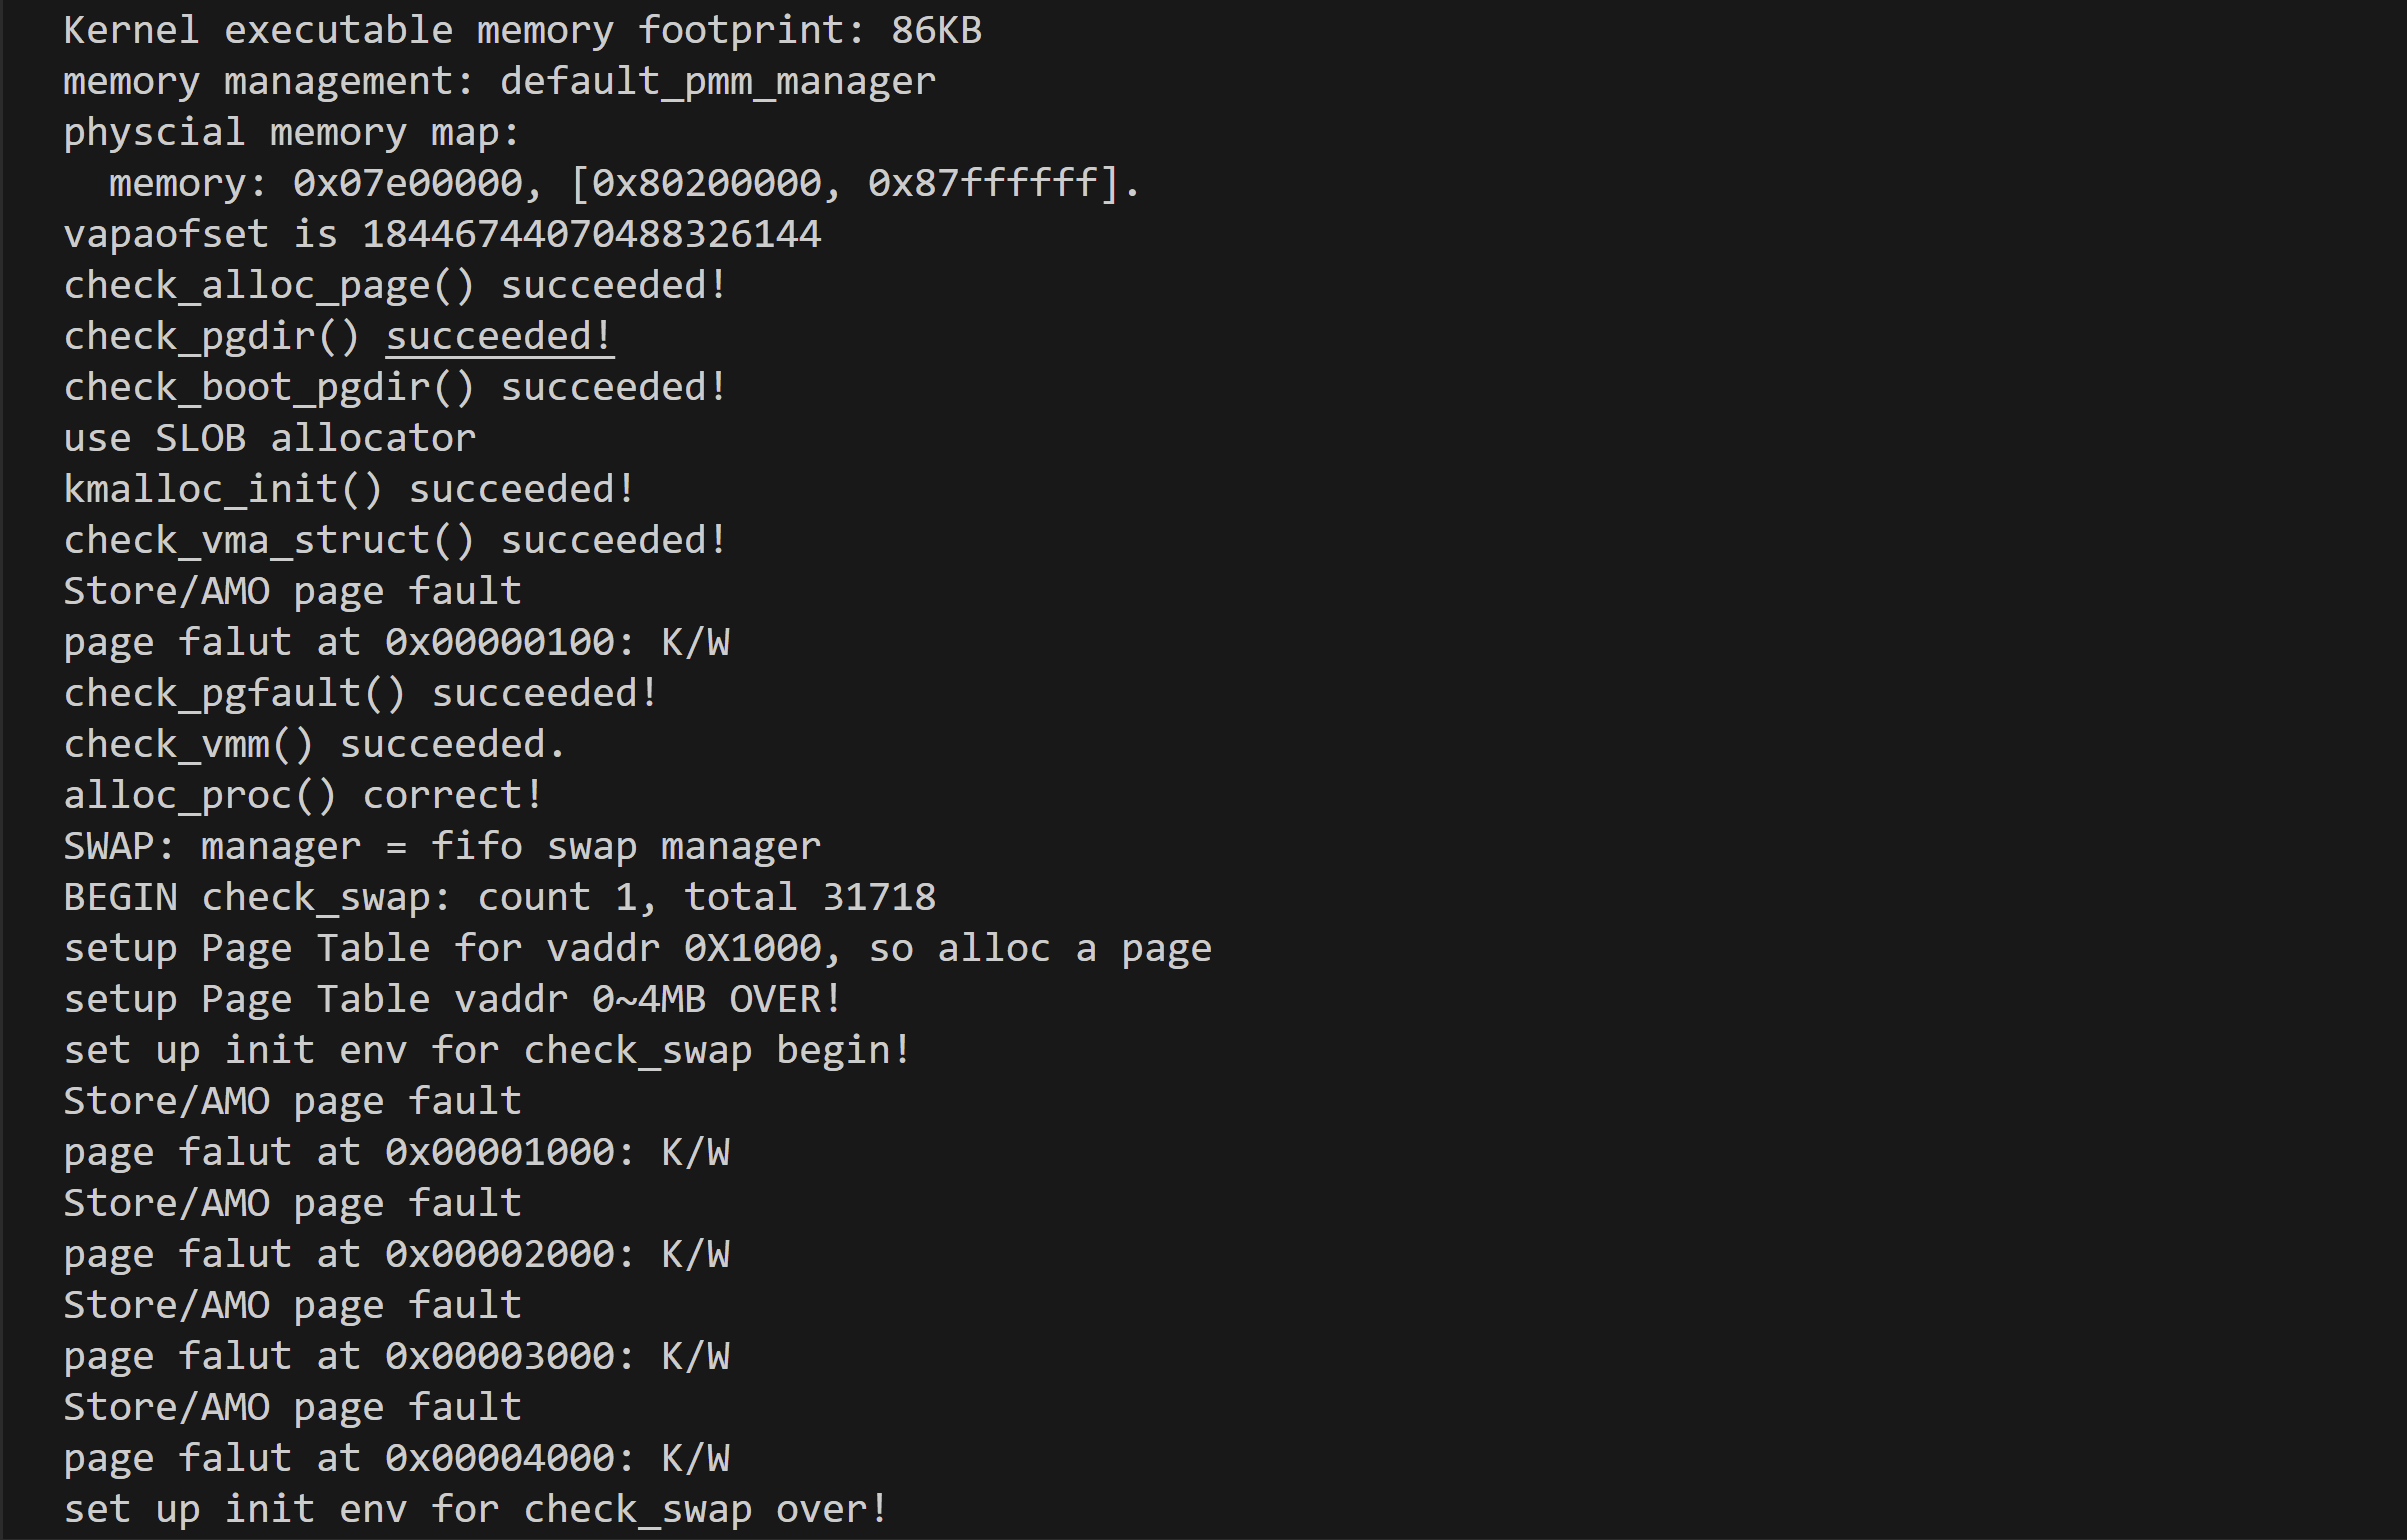 Kernel executable memory footprint: 86KB
memory management: default_pmm_manager
physcial memory map:
  memory: 0x07e00000, [0x80200000, 0x87ffffff].
vapaofset is 18446744070488326144
check_alloc_page() succeeded!
check_pgdir() succeeded!
check_boot_pgdir() succeeded!
use SLOB allocator
kmalloc_init() succeeded!
check_vma_struct() succeeded!
Store/AMO page fault
page falut at 0x00000100: K/W
check_pgfault() succeeded!
check_vmm() succeeded.
alloc_proc() correct!
SWAP: manager = fifo swap manager
BEGIN check_swap: count 1, total 31718
setup Page Table for vaddr 0X1000, so alloc a page
setup Page Table vaddr 0~4MB OVER!
set up init env for check_swap begin!
Store/AMO page fault
page falut at 0x00001000: K/W
Store/AMO page fault
page falut at 0x00002000: K/W
Store/AMO page fault
page falut at 0x00003000: K/W
Store/AMO page fault
page falut at 0x00004000: K/W
set up init env for check_swap over!